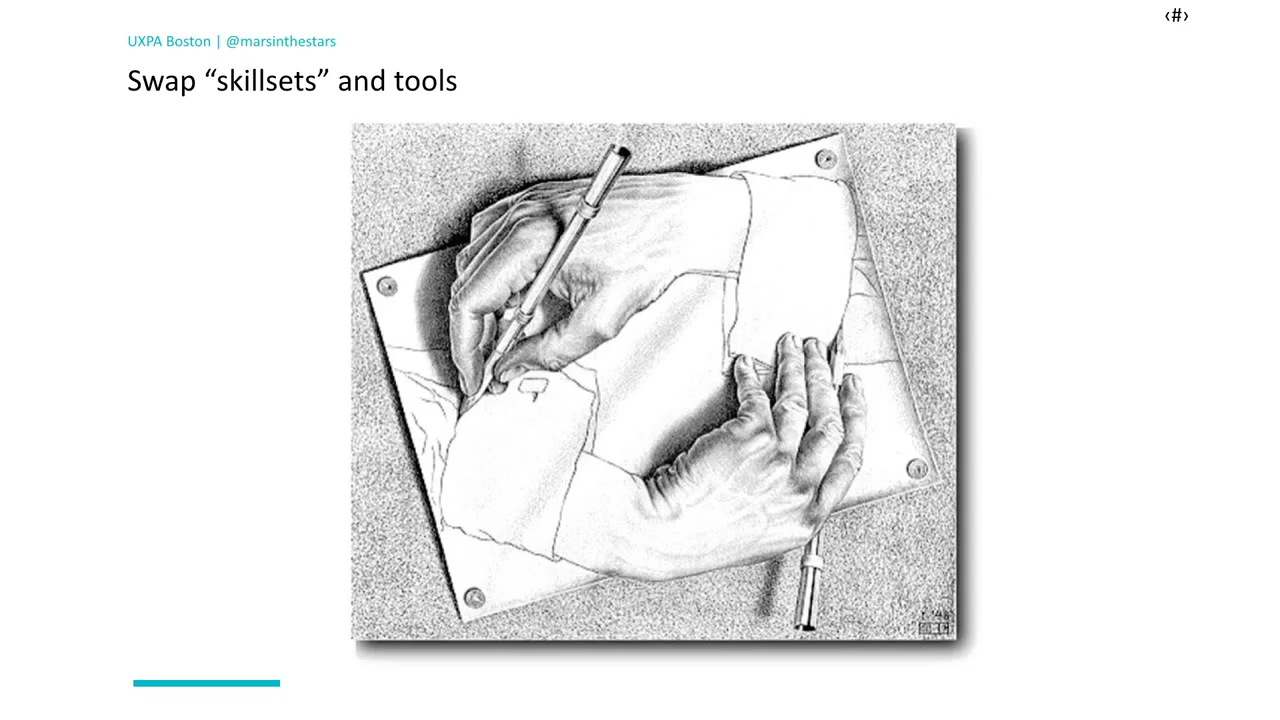 ‹#›
UXPA Boston | @marsinthestars
Swap “skillsets” and tools